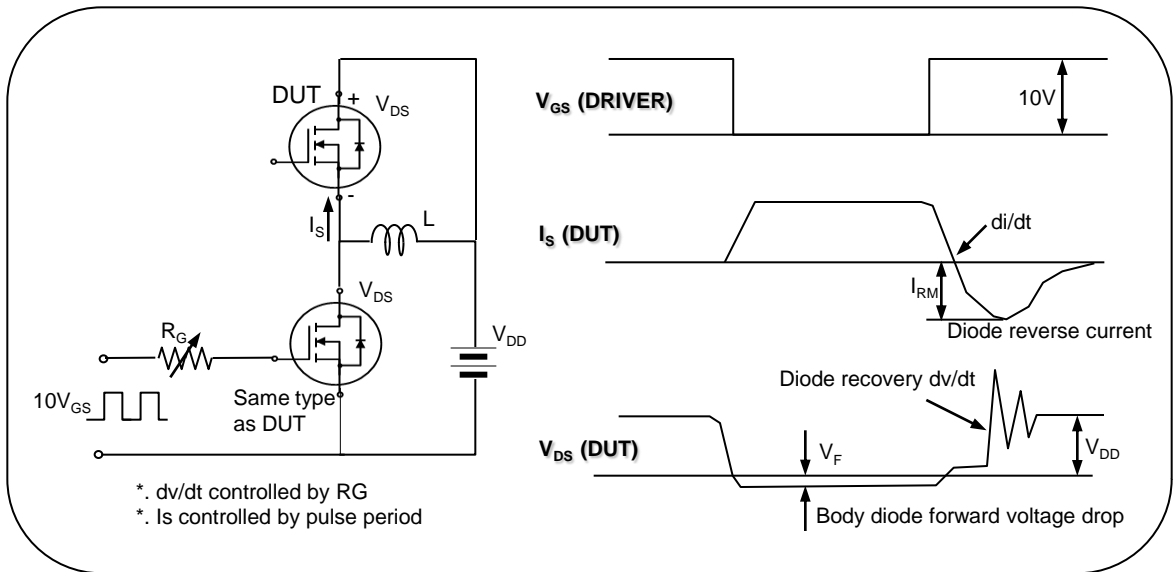 DUT
+
V_DS
-
I_S
L
V_DS
R_G
V_DD
10V_GS
Same type
as DUT
*. dv/dt controlled by RG
*. Is controlled by pulse period
V_GS (DRIVER)
10V
I_S (DUT)
di/dt
I_RM
Diode reverse current
Diode recovery dv/dt
V_DS (DUT)
V_F
V_DD
Body diode forward voltage drop